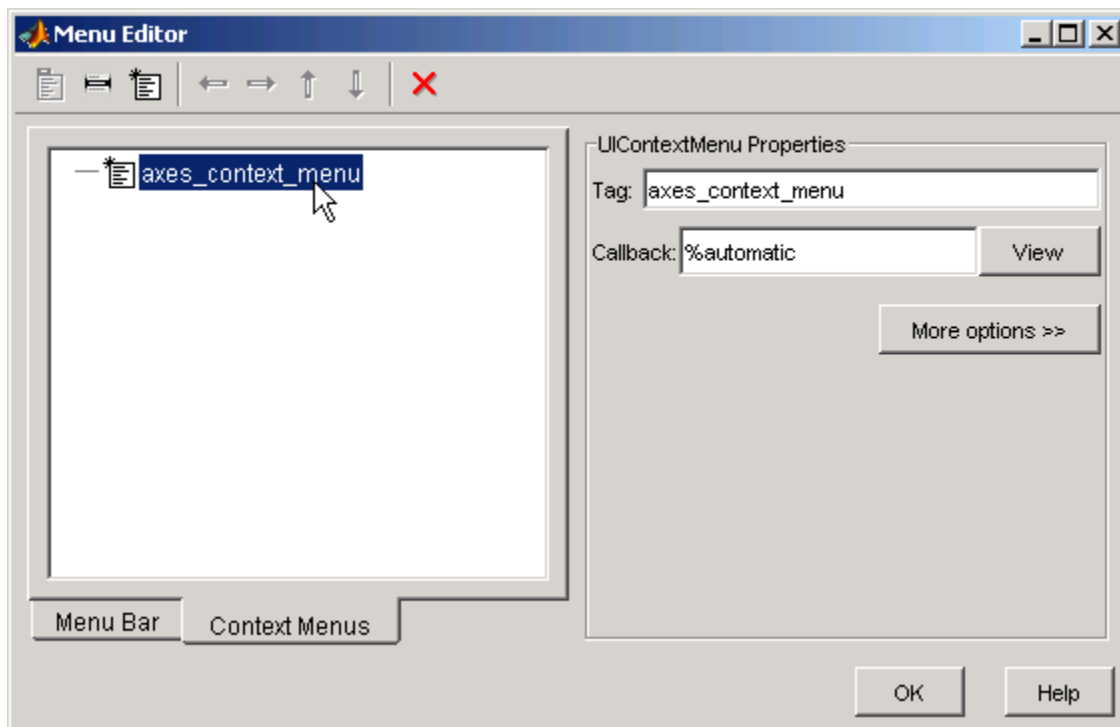 Menu Editor
axes_context_menu
UIContextMenu Properties
Tag: axes_context_menu
Callback: %automatic View
More options >>
Menu Bar Context Menus
OK Help